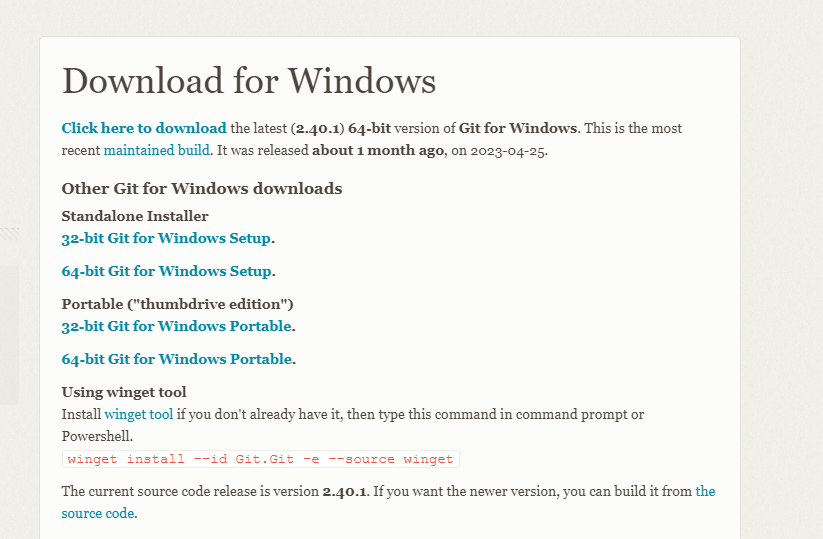 Download for Windows
Click here to download the latest (2.40.1) 64-bit version of Git for Windows. This is the most
recent maintained build. It was released about 1 month ago, on 2023-04-25.
Other Git for Windows downloads
Standalone Installer
32-bit Git for Windows Setup.
64-bit Git for Windows Setup.
Portable ("thumbdrive edition")
32-bit Git for Windows Portable.
64-bit Git for Windows Portable.
Using winget tool
Install winget tool if you don't already have it, then type this command in command prompt or
Powershell.
winget install --id Git.Git -e --source winget
The current source code release is version 2.40.1. If you want the newer version, you can build it from the
source code.